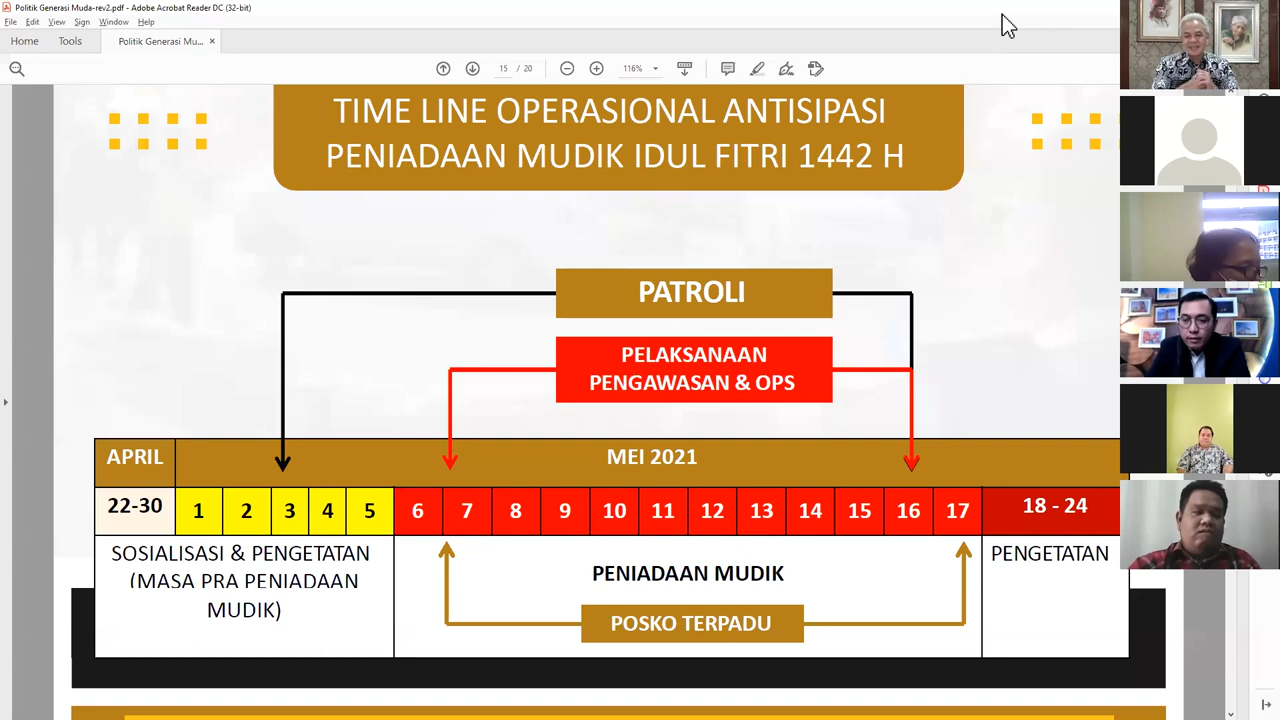 Politik Generasi Muda-rev2.pdf - Adobe Acrobat Reader DC (32-bit)
File Edit View Sign Window Help
Home Tools Politik Generasi Mu... ×
15 / 20 116%
TIME LINE OPERASIONAL ANTISIPASI
PENIADAAN MUDIK IDUL FITRI 1442 H
PATROLI
PELAKSANAAN
PENGAWASAN & OPS
APRIL MEI 2021
22-30 1 2 3 4 5 6 7 8 9 10 11 12 13 14 15 16 17 18 - 24
SOSIALISASI & PENGETATAN
(MASA PRA PENIADAAN
MUDIK)
PENIADAAN MUDIK
POSKO TERPADU
PENGETATAN